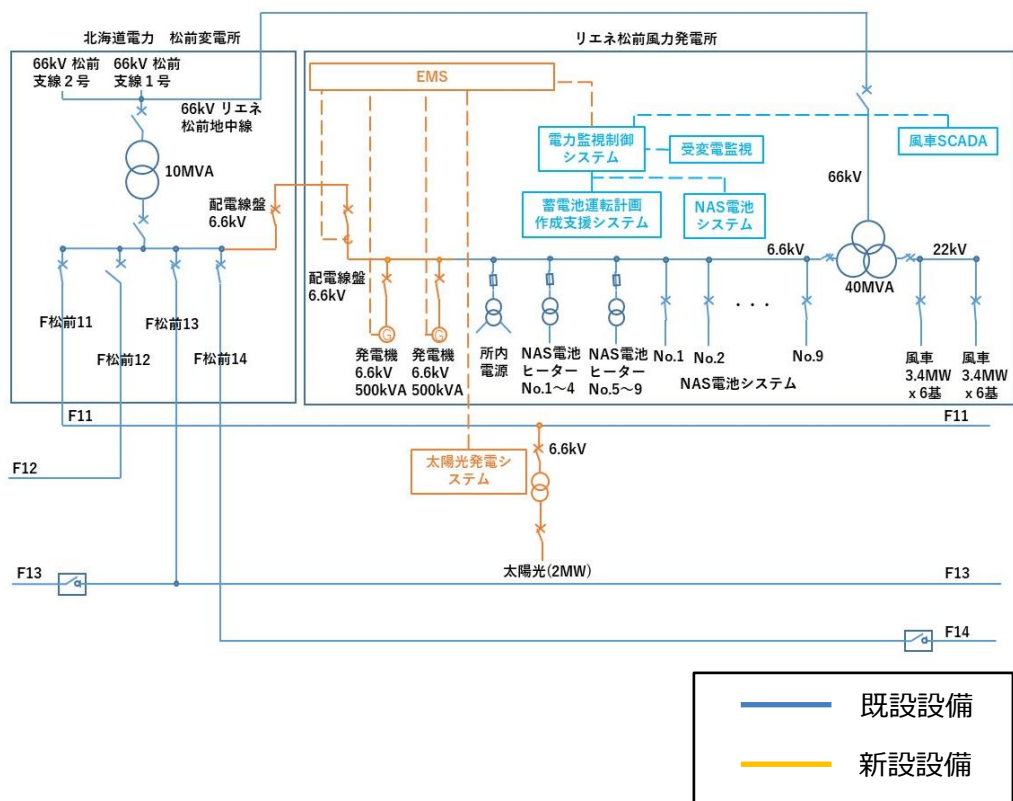 北海道電力　松前変電所
リエネ松前風力発電所
66kV 松前
支線２号
66kV 松前
支線１号
66kV リエネ
松前地中線
10MVA
配電線盤
6.6kV
F松前11
F松前12
F松前13
F松前14
EMS
電力監視制御
システム
受変電監視
風車SCADA
蓄電池運転計画
作成支援システム
NAS電池
システム
66kV
配電線盤
6.6kV
6.6kV
22kV
40MVA
G
G
発電機
6.6kV
500kVA
発電機
6.6kV
500kVA
所内
電源
NAS電池
ヒーター
No.1～4
NAS電池
ヒーター
No.5～9
No.1
No.2
・・・
No.9
NAS電池システム
風車
3.4MW
x 6基
風車
3.4MW
x 6基
F11
F11
F12
太陽光発電シ
ステム
6.6kV
太陽光(2MW)
F13
F13
F14
既設設備
新設設備